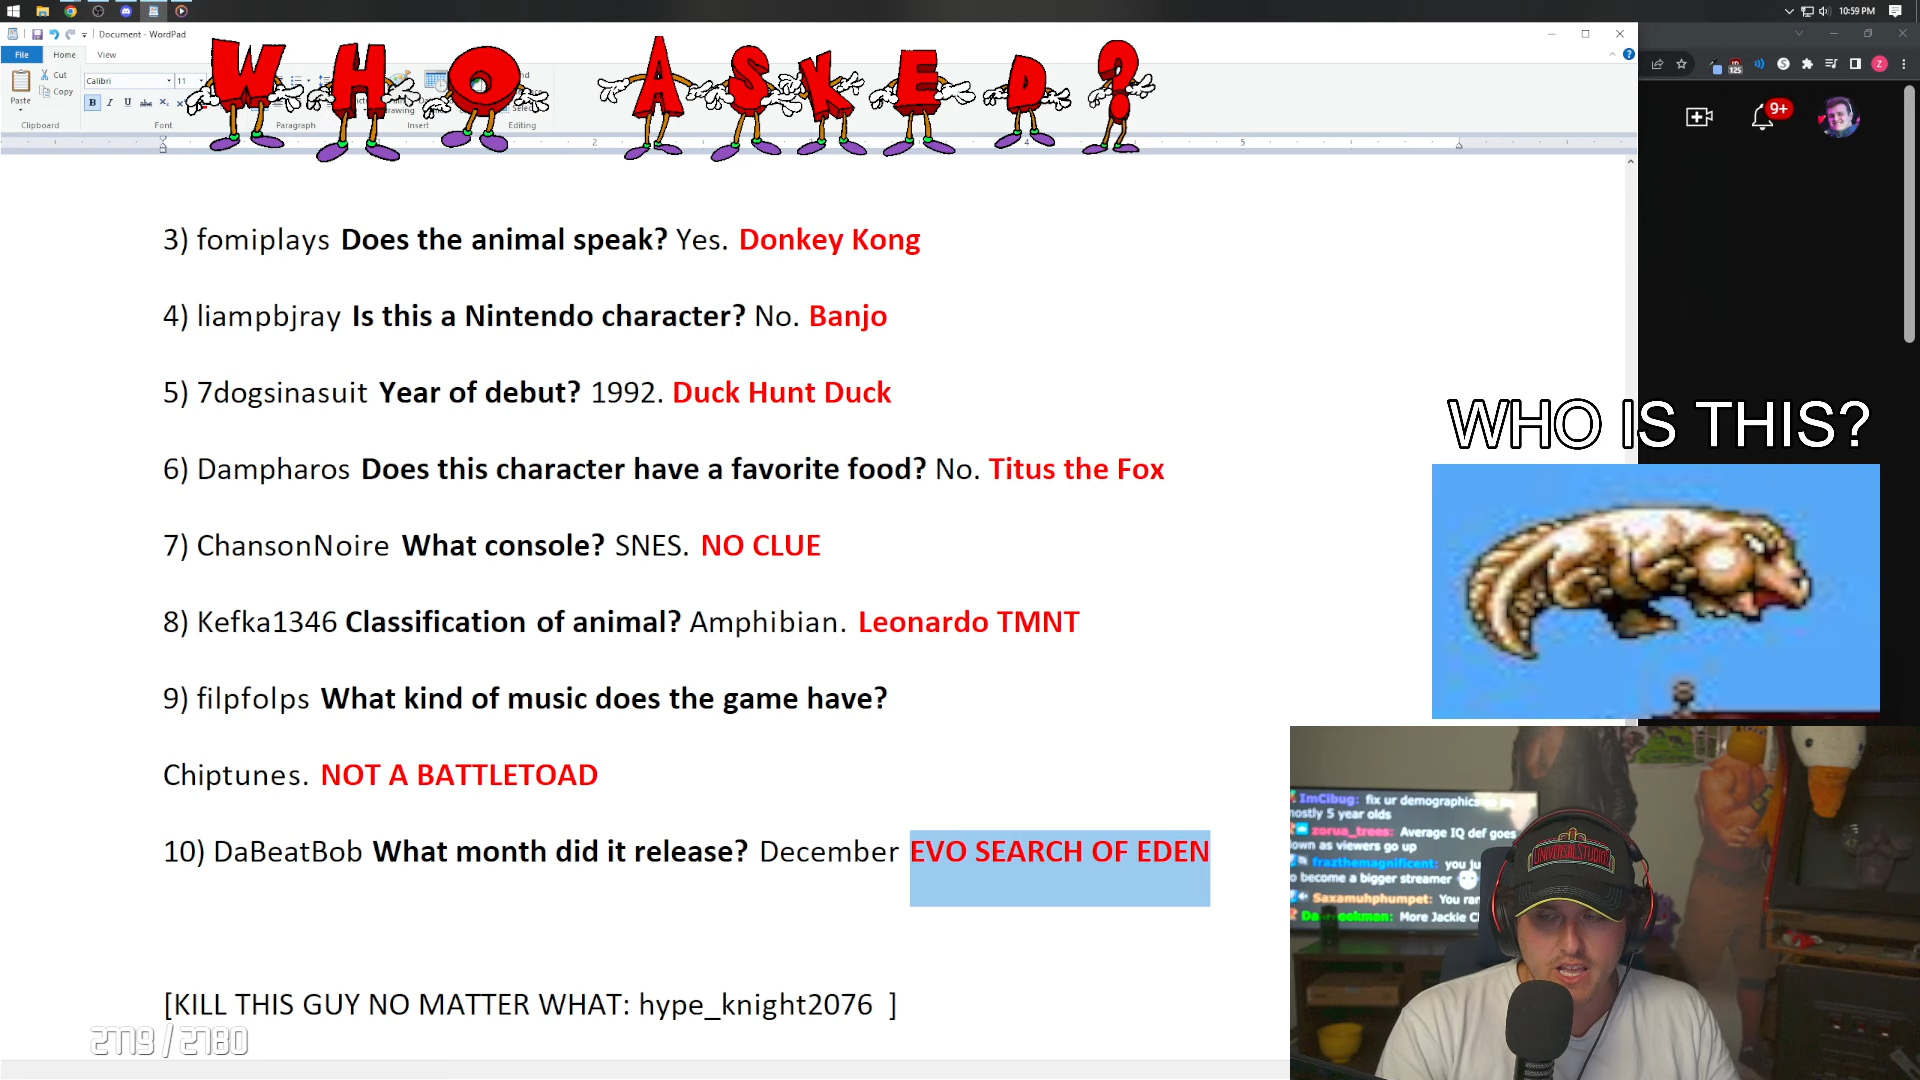 10:59 PM
Document - WordPad
File Home View
Calibri 11
Cut
Copy
Paste
Clipboard Font Paragraph Insert Editing
WHO ASKED?
125
9+
3) fomiplays Does the animal speak? Yes. Donkey Kong
4) liampbjray Is this a Nintendo character? No. Banjo
5) 7dogsinasuit Year of debut? 1992. Duck Hunt Duck
6) Dampharos Does this character have a favorite food? No. Titus the Fox
7) ChansonNoire What console? SNES. NO CLUE
8) Kefka1346 Classification of animal? Amphibian. Leonardo TMNT
9) filpfolps What kind of music does the game have?
Chiptunes. NOT A BATTLETOAD
10) DaBeatBob What month did it release? December EVO SEARCH OF EDEN
[KILL THIS GUY NO MATTER WHAT: hype_knight2076 ]
2779 / 2780
WHO IS THIS?
ImClbug: fix ur demographics
mostly 5 year olds
zorua_trees: Average IQ def goes
down as viewers go up
frazthemagnificent: you
to become a bigger streamer
Saxamuhphumpet: You
More Jackie
UNIVERSAL STUDIOS